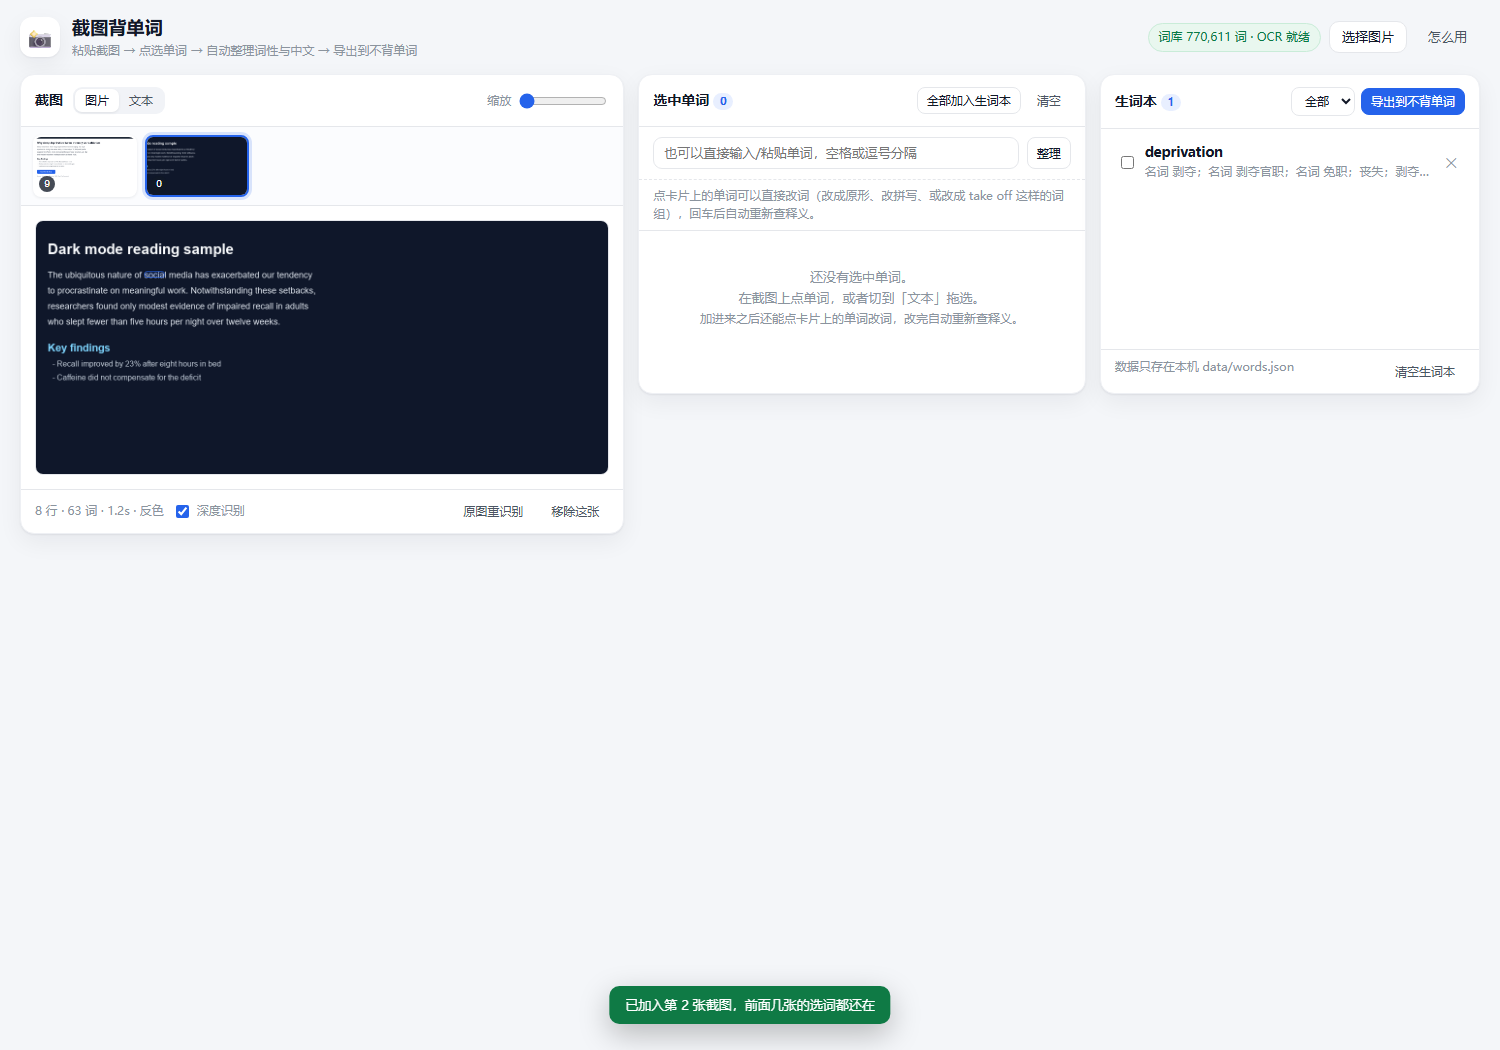 截图背单词
粘贴截图 → 点选单词 → 自动整理词性与中文 → 导出到不背单词
词库 770,611 词 · OCR 就绪
选择图片
怎么用
截图
图片
文本
缩放
9
0
Dark mode reading sample
The ubiquitous nature of social media has exacerbated our tendency
to procrastinate on meaningful work. Notwithstanding these setbacks,
researchers found only modest evidence of impaired recall in adults
who slept fewer than five hours per night over twelve weeks.
Key findings
- Recall improved by 23% after eight hours in bed
- Caffeine did not compensate for the deficit
8 行 · 63 词 · 1.2s · 反色
深度识别
原图重识别
移除这张
选中单词 0
全部加入生词本
清空
也可以直接输入/粘贴单词，空格或逗号分隔
整理
点卡片上的单词可以直接改词（改成原形、改拼写、或改成 take off 这样的词
组），回车后自动重新查释义。
还没有选中单词。
在截图上点单词，或者切到「文本」拖选。
加进来之后还能点卡片上的单词改词，改完自动重新查释义。
生词本 1
全部
导出到不背单词
deprivation
名词 剥夺；名词 剥夺官职；名词 免职；丧失；剥夺...
数据只存在本机 data/words.json
清空生词本
已加入第 2 张截图，前面几张的选词都还在